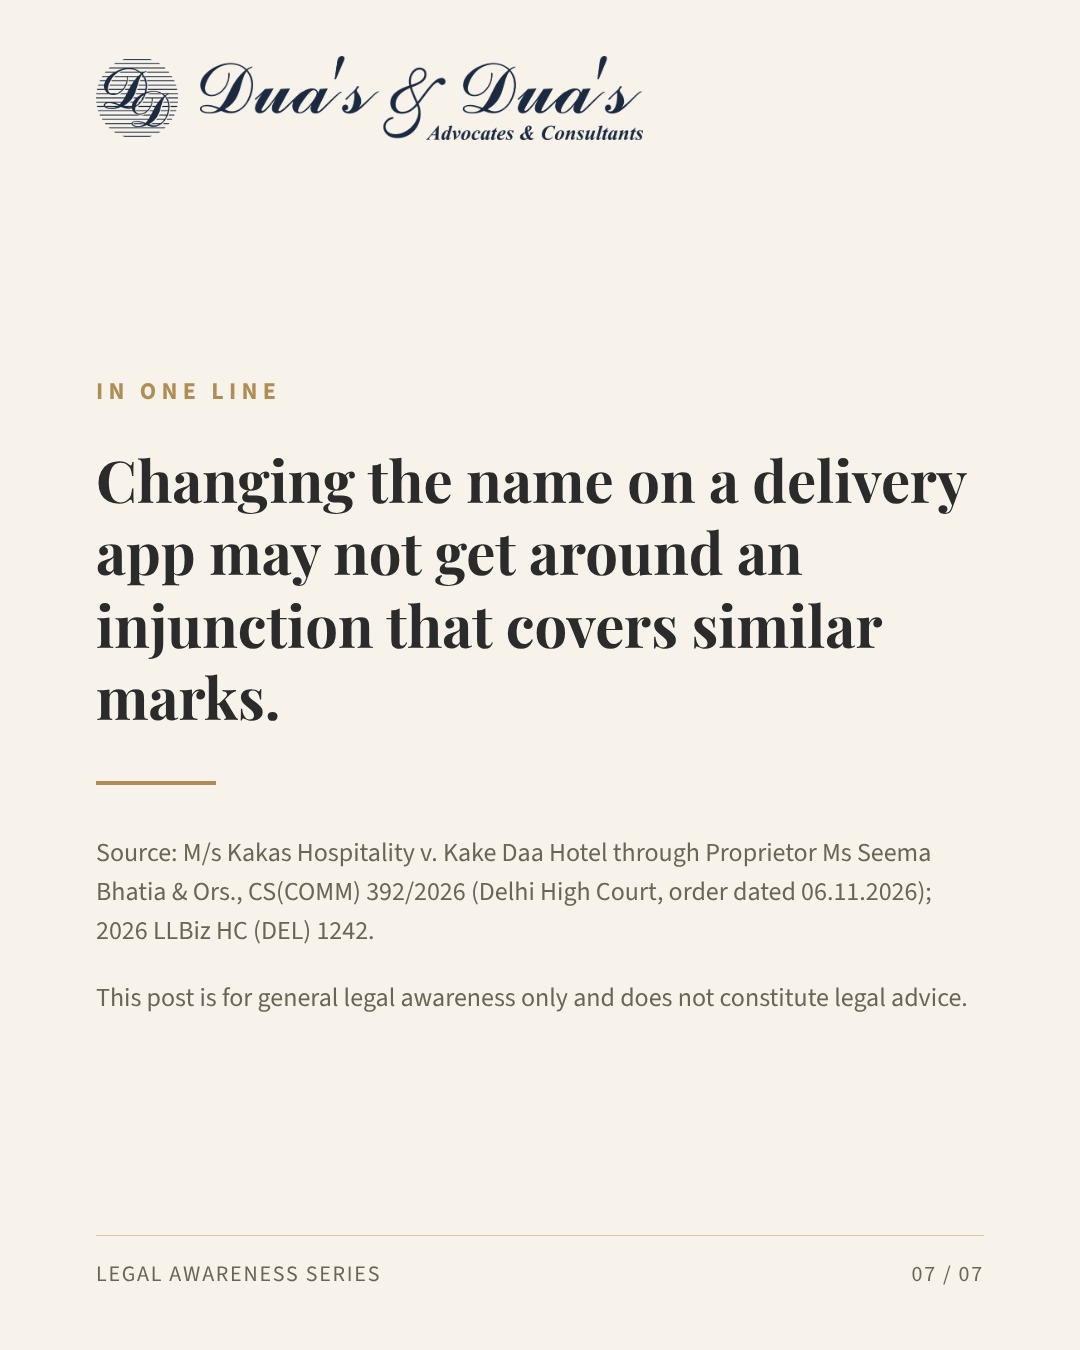 DD Dua's & Dua's
Advocates & Consultants
IN ONE LINE
Changing the name on a delivery
app may not get around an
injunction that covers similar
marks.
Source: M/s Kakas Hospitality v. Kake Daa Hotel through Proprietor Ms Seema
Bhatia & Ors., CS(COMM) 392/2026 (Delhi High Court, order dated 06.11.2026);
2026 LLBiz HC (DEL) 1242.
This post is for general legal awareness only and does not constitute legal advice.
LEGAL AWARENESS SERIES
07 / 07